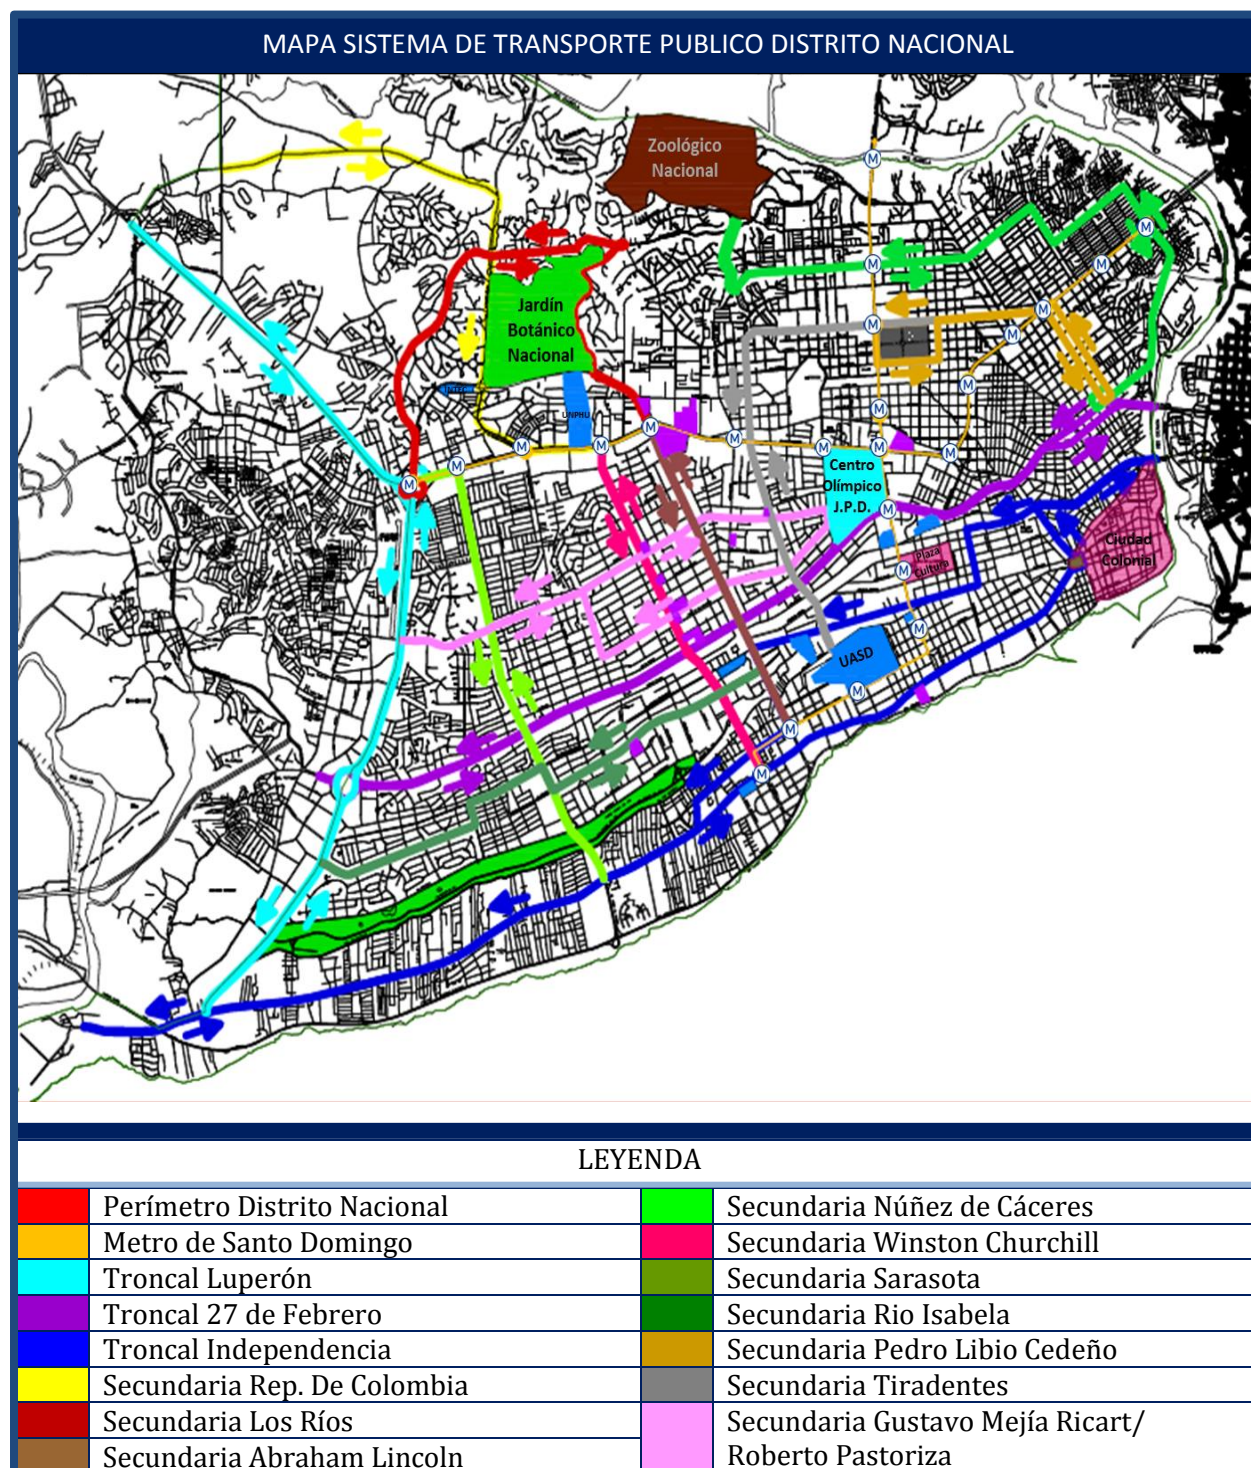 MAPA SISTEMA DE TRANSPORTE PUBLICO DISTRITO NACIONAL
Zoológico
Nacional
M
M
M
M
M
Jardín
Botánico
Nacional
M
M
M
M
INTEC
M
UNPHU
M
M
M
M
M
M
M
M
M
Centro
Olímpico
J.P.D.
M
Plaza
Cultura
M
Ciudad
Colonial
M
UASD
M
M
M
LEYENDA
Perímetro Distrito Nacional
Secundaria Núñez de Cáceres
Metro de Santo Domingo
Secundaria Winston Churchill
Troncal Luperón
Secundaria Sarasota
Troncal 27 de Febrero
Secundaria Rio Isabela
Troncal Independencia
Secundaria Pedro Libio Cedeño
Secundaria Rep. De Colombia
Secundaria Tiradentes
Secundaria Los Ríos
Secundaria Gustavo Mejía Ricart/
Roberto Pastoriza
Secundaria Abraham Lincoln